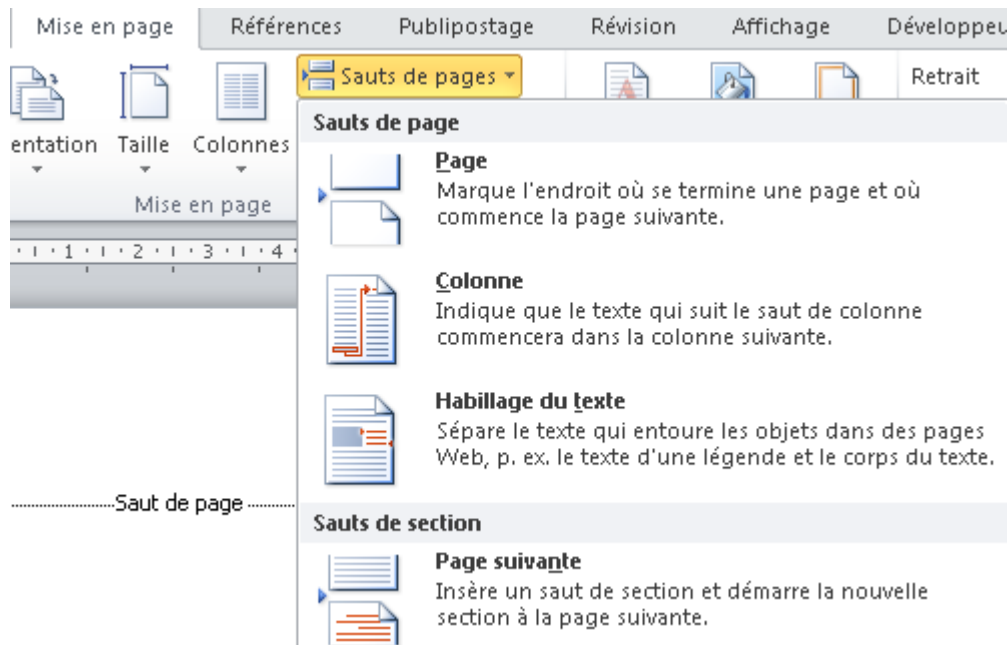 Mise en page Références Publipostage Révision Affichage Développeu
Sauts de pages Retrait
entation Taille Colonnes
Mise en page
1 2 3 4
Sauts de page
Page
Marque l'endroit où se termine une page et où
commence la page suivante.
Colonne
Indique que le texte qui suit le saut de colonne
commencera dans la colonne suivante.
Habillage du texte
Sépare le texte qui entoure les objets dans des pages
Web, p. ex. le texte d'une légende et le corps du texte.
Saut de page
Sauts de section
Page suivante
Insère un saut de section et démarre la nouvelle
section à la page suivante.